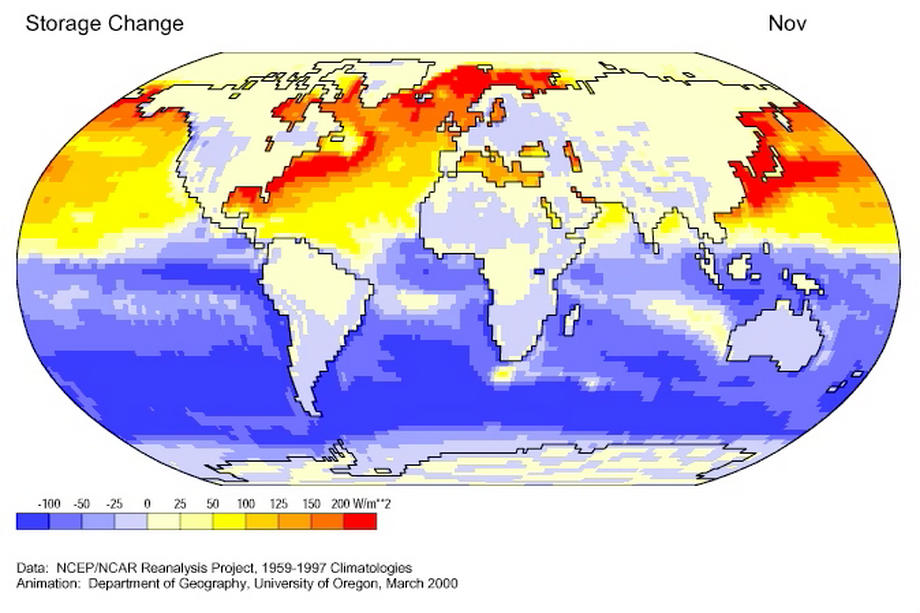 Storage Change
Nov
-100 -50 -25 0 25 50 100 125 150 200 W/m**2
Data: NCEP/NCAR Reanalysis Project, 1959-1997 Climatologies
Animation: Department of Geography, University of Oregon, March 2000